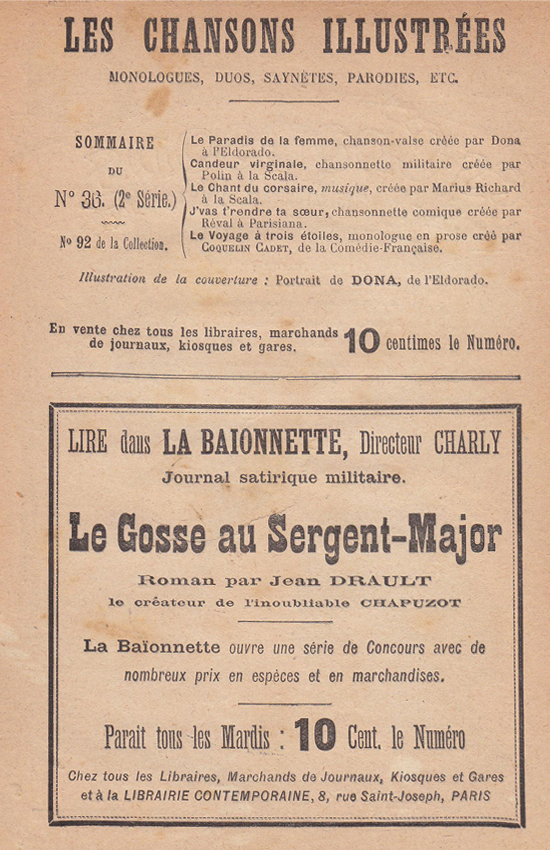 LES CHANSONS ILLUSTRÉES
MONOLOGUES, DUOS, SAYNÈTES, PARODIES, ETC.
SOMMAIRE
DU
N° 36. (2e Série.)
N° 92 de la Collection.
Le Paradis de la femme, chanson-valse créée par Dona
à l'Eldorado.
Candeur virginale, chansonnette militaire créée par
Polin à la Scala.
Le Chant du corsaire, musique, créée par Marius Richard
à la Scala.
J'vas t'rendre ta sœur, chansonnette comique créée par
Réval à Parisiana.
Le Voyage à trois étoiles, monologue en prose créé par
COQUELIN CADET, de la Comédie-Française.
Illustration de la couverture : Portrait de DONA, de l'Eldorado.
En vente chez tous les libraires, marchands
de journaux, kiosques et gares.
10 centimes le Numéro.
LIRE dans LA BAIONNETTE, Directeur CHARLY
Journal satirique militaire.
Le Gosse au Sergent-Major
Roman par Jean DRAULT
le créateur de l'inoubliable CHAPUZOT
La Baïonnette ouvre une série de Concours avec de
nombreux prix en espèces et en marchandises.
Parait tous les Mardis : 10 Cent. le Numéro
Chez tous les Libraires, Marchands de Journaux, Kiosques et Gares
et à la LIBRAIRIE CONTEMPORAINE, 8, rue Saint-Joseph, PARIS